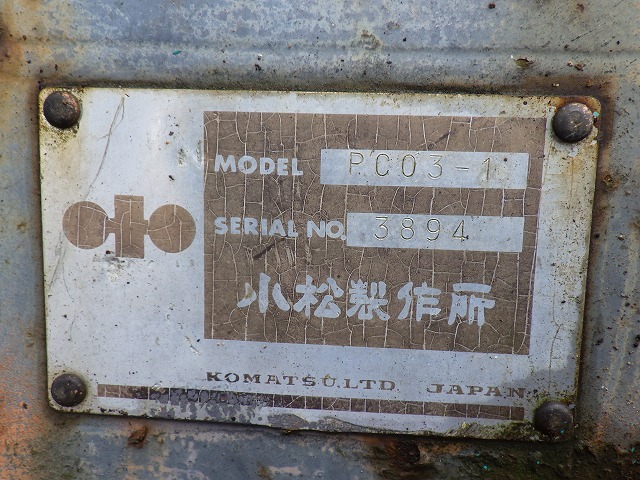 MODEL PC03-1
SERIAL NO. 3894
小松製作所
KOMATSU.LTD. JAPAN